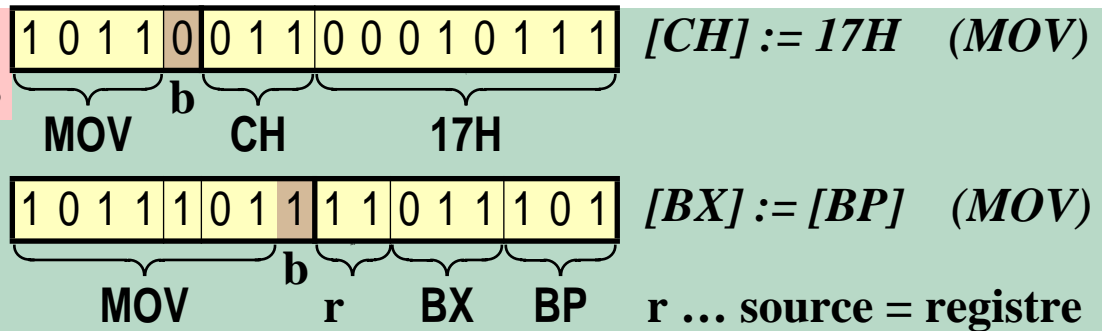 1 0 1 1 0 0 1 1 0 0 0 1 0 1 1 1 [CH] := 17H (MOV)
b
MOV CH 17H
1 0 1 1 1 0 1 1 1 1 0 1 1 1 0 1 [BX] := [BP] (MOV)
b
MOV r BX BP r … source = registre